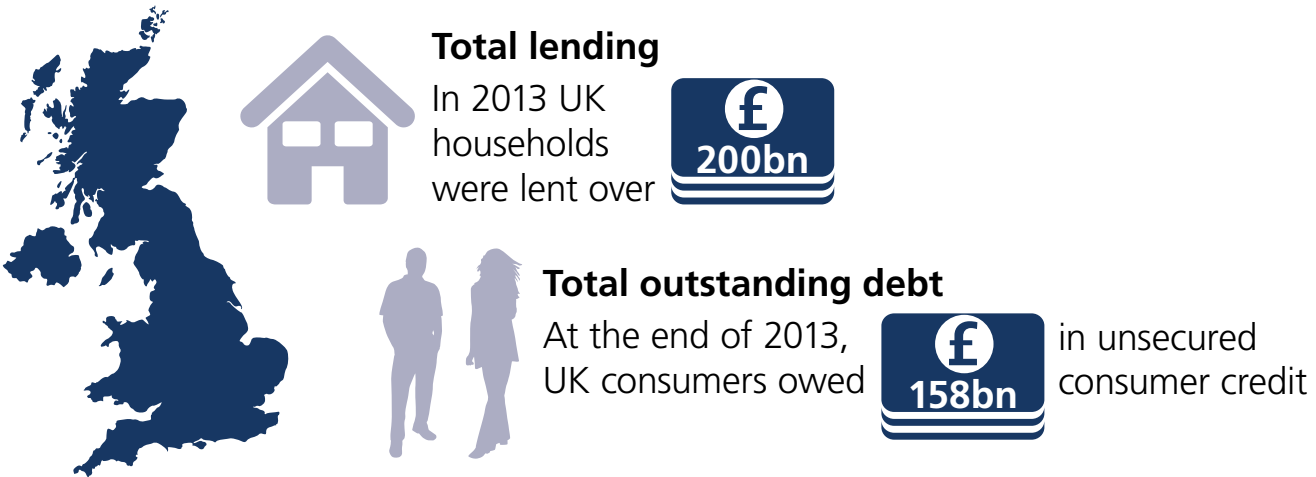 Total lending
In 2013 UK
households
were lent over
£
200bn
Total outstanding debt
At the end of 2013,
UK consumers owed
£
158bn
in unsecured
consumer credit